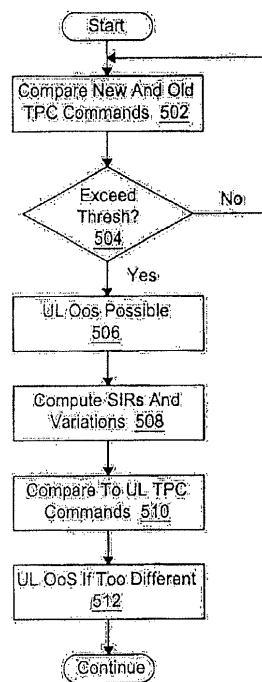 Start
Compare New And Old
TPC Commands 502
Exceed
Thresh?
504
No
Yes
UL Oos Possible
506
Compute SIRs And
Variations 508
Compare To UL TPC
Commands 510
UL OoS If Too Different
512
Continue